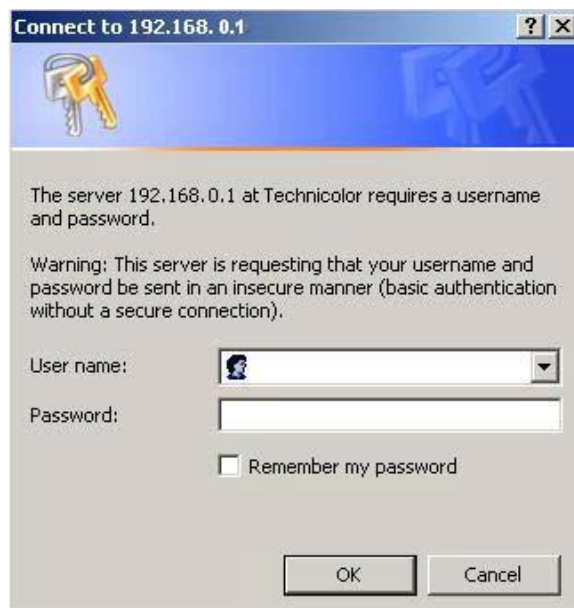 Connect to 192.168. 0.1
The server 192.168.0.1 at Technicolor requires a username
and password.
Warning: This server is requesting that your username and
password be sent in an insecure manner (basic authentication
without a secure connection).
User name:
Password:
Remember my password
OK
Cancel